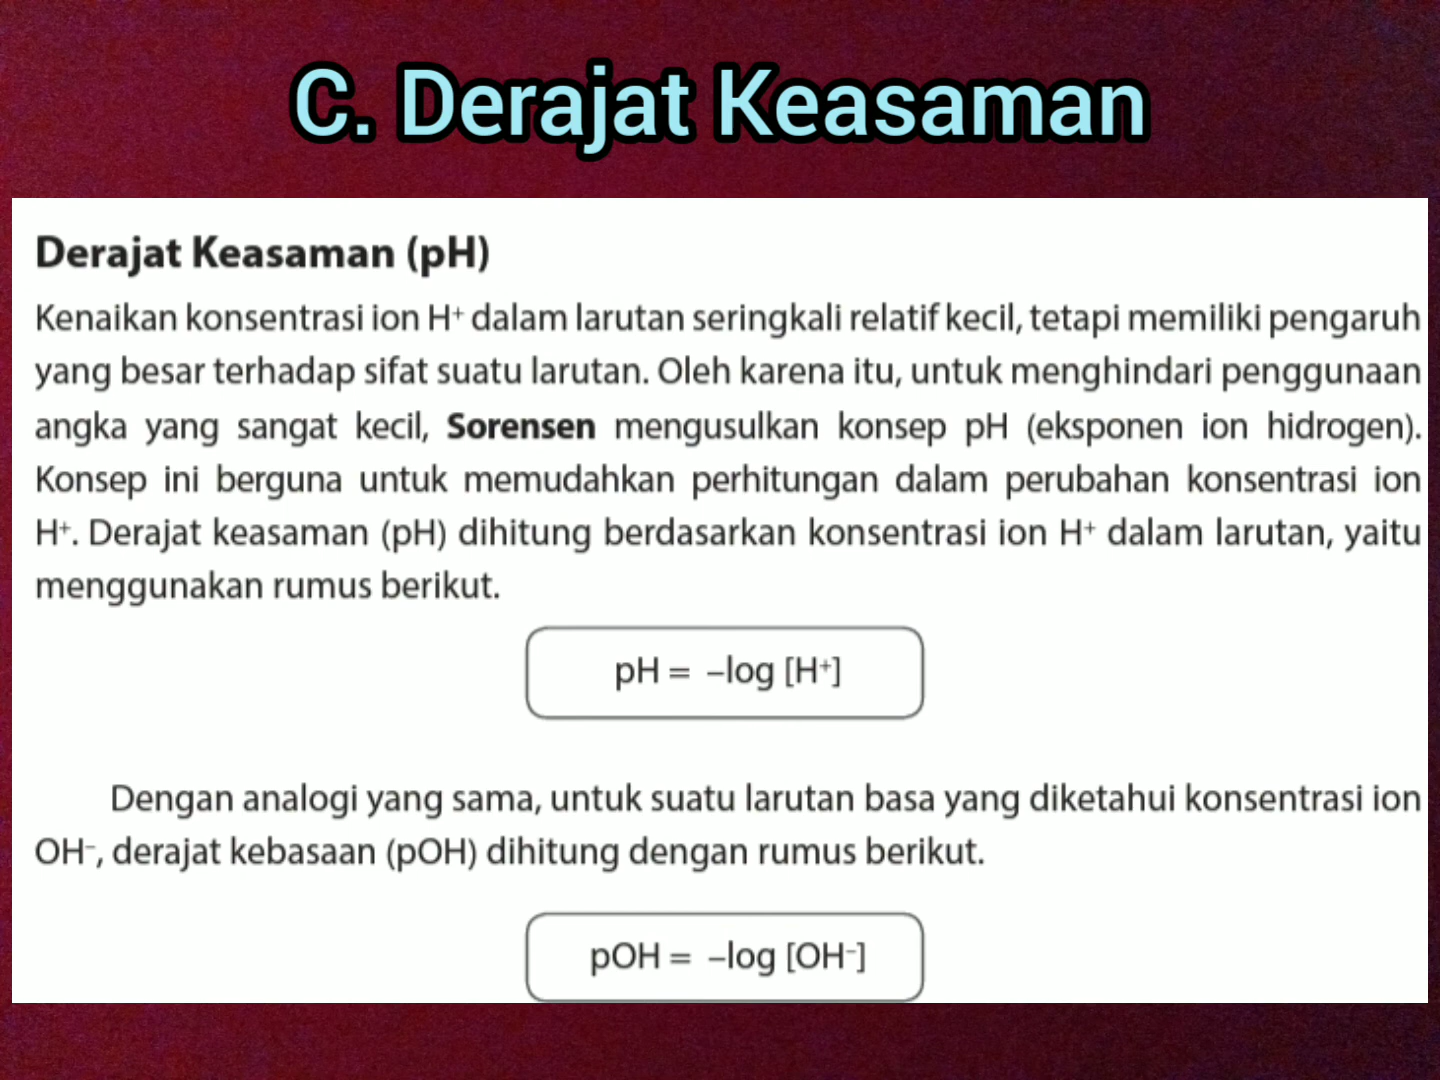 C. Derajat Keasaman
Derajat Keasaman (pH)
Kenaikan konsentrasi ion H⁺ dalam larutan seringkali relatif kecil, tetapi memiliki pengaruh
yang besar terhadap sifat suatu larutan. Oleh karena itu, untuk menghindari penggunaan
angka yang sangat kecil, Sorensen mengusulkan konsep pH (eksponen ion hidrogen).
Konsep ini berguna untuk memudahkan perhitungan dalam perubahan konsentrasi ion
H⁺. Derajat keasaman (pH) dihitung berdasarkan konsentrasi ion H⁺ dalam larutan, yaitu
menggunakan rumus berikut.
pH = –log [H⁺]
Dengan analogi yang sama, untuk suatu larutan basa yang diketahui konsentrasi ion
OH⁻, derajat kebasaan (pOH) dihitung dengan rumus berikut.
pOH = –log [OH⁻]